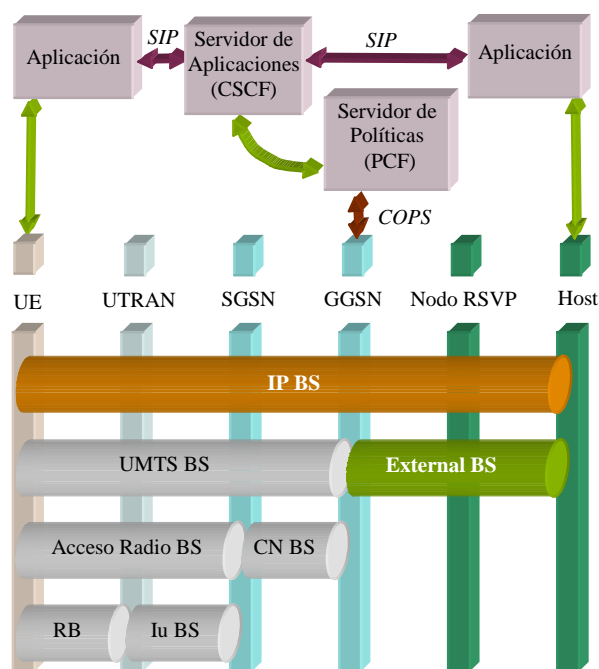 SIP
SIP
Aplicación
Servidor de
Aplicaciones
(CSCF)
Aplicación
Servidor de
Políticas
(PCF)
COPS
UE
UTRAN
SGSN
GGSN
Nodo RSVP
Host
IP BS
UMTS BS
External BS
Acceso Radio BS
CN BS
RB
Iu BS